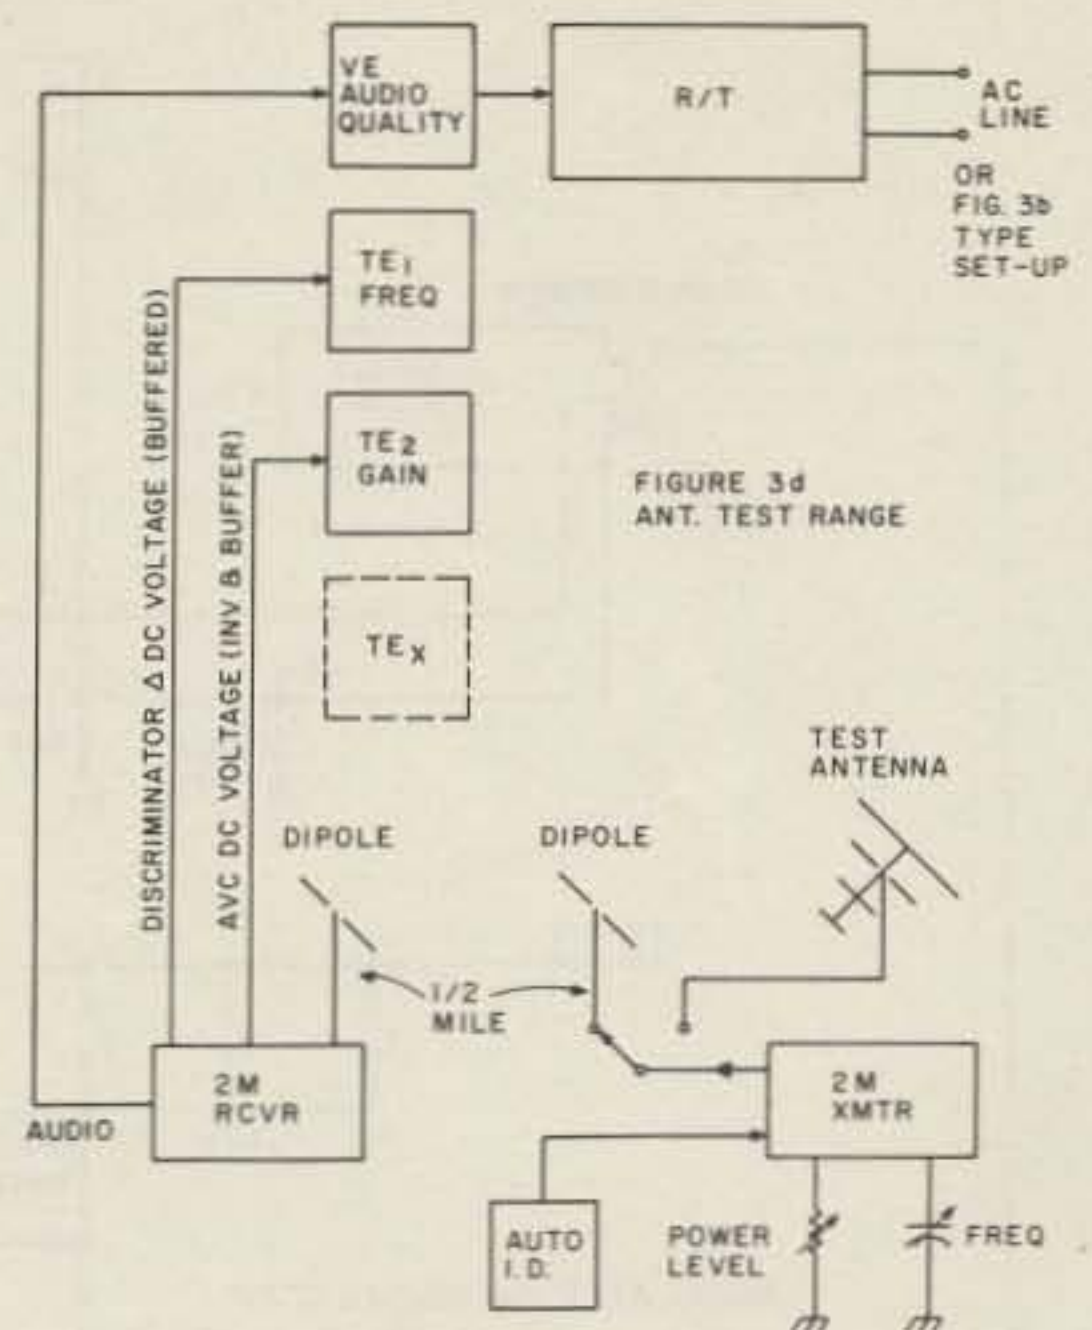 VE
AUDIO
QUALITY
R/T
AC
LINE
OR
FIG. 3b
TYPE
SET-UP
TE1
FREQ
DISCRIMINATOR Δ DC VOLTAGE (BUFFERED)
AVC DC VOLTAGE (INV & BUFFER)
TE2
GAIN
FIGURE 3d
ANT. TEST RANGE
TEX
TEST
ANTENNA
DIPOLE
DIPOLE
1/2
MILE
2M
RCVR
2M
XMTR
AUDIO
AUTO
I.D.
POWER
LEVEL
FREQ